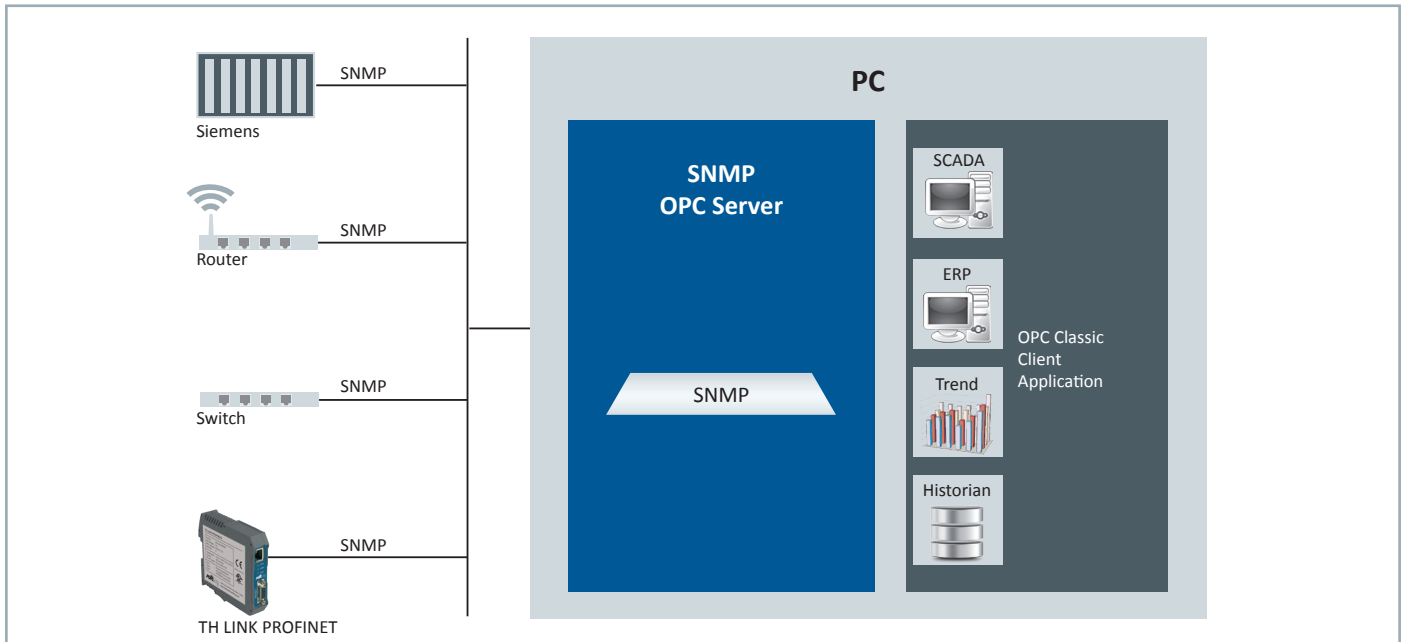 SNMP
Siemens
SNMP
Router
SNMP
Switch
SNMP
TH LINK PROFINET
PC
SNMP
OPC Server
SNMP
SCADA
ERP
Trend
Historian
OPC Classic
Client
Application